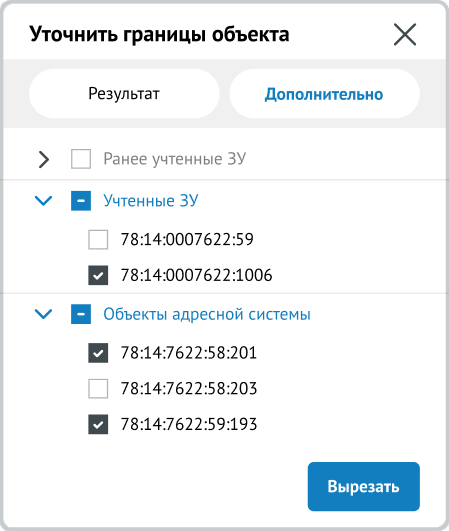 Уточнить границы объекта
Результат
Дополнительно
Ранее учтенные ЗУ
Учтенные ЗУ
78:14:0007622:59
78:14:0007622:1006
Объекты адресной системы
78:14:7622:58:201
78:14:7622:58:203
78:14:7622:59:193
Вырезать